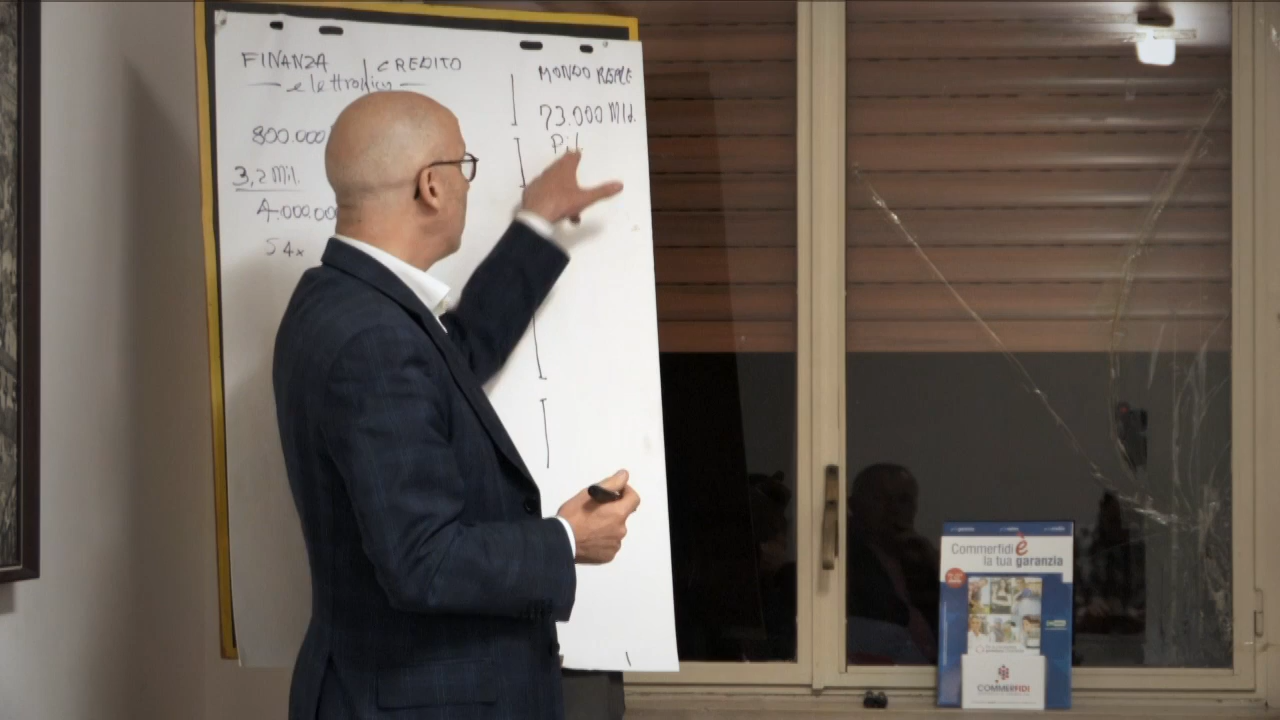 FINANZA | CREDITO
elettronico
800.000
3,2 Mil.
4.000.00
54x
MONDO REALE
73.000 Mld.
Pil
Commerfidi è
la tua garanzia
COMMERFIDI